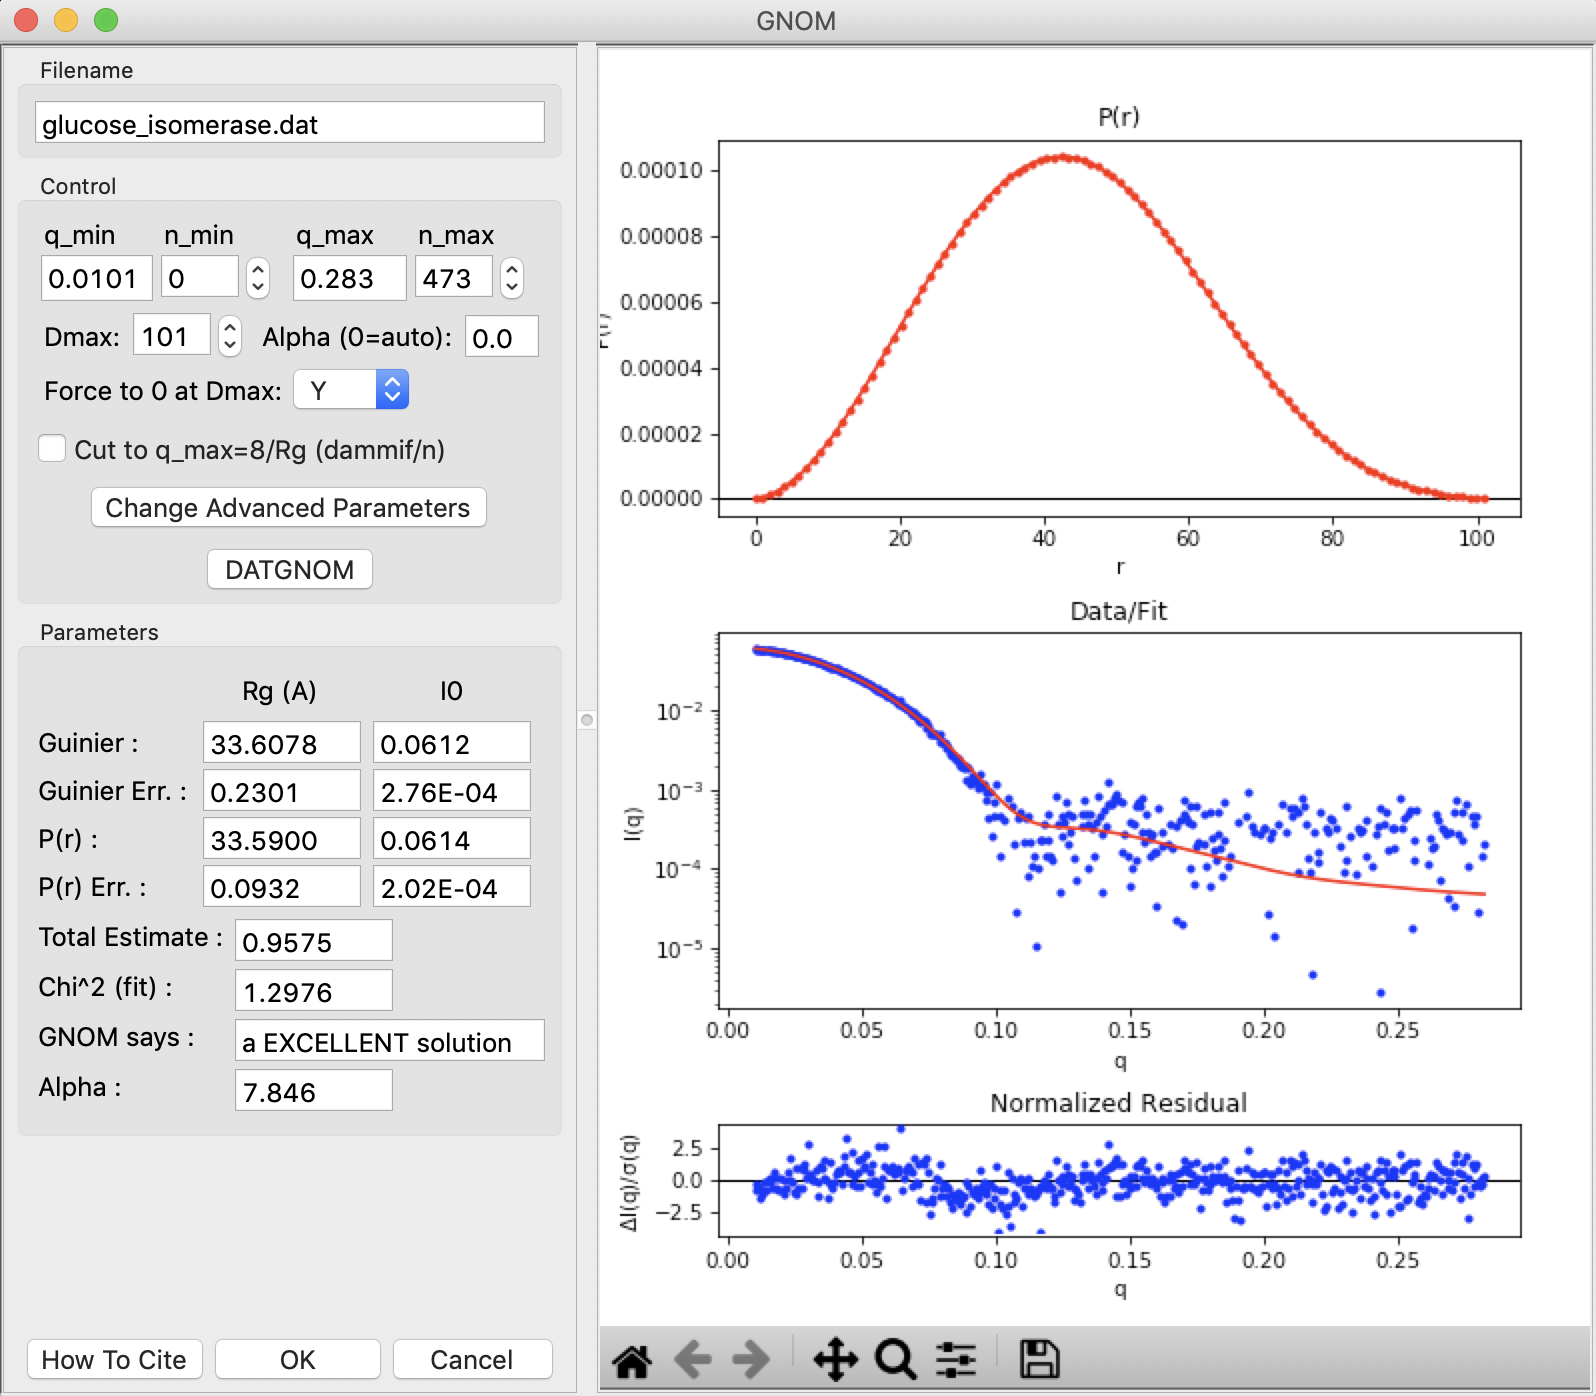 GNOM
Filename
glucose_isomerase.dat
Control
q_min n_min q_max n_max
0.0101 0 0.283 473
Dmax: 101 Alpha (0=auto): 0.0
Force to 0 at Dmax: Y
Cut to q_max=8/Rg (dammif/n)
Change Advanced Parameters
DATGNOM
Parameters
Rg (A) I0
Guinier : 33.6078 0.0612
Guinier Err. : 0.2301 2.76E-04
P(r) : 33.5900 0.0614
P(r) Err. : 0.0932 2.02E-04
Total Estimate : 0.9575
Chi^2 (fit) : 1.2976
GNOM says : a EXCELLENT solution
Alpha : 7.846
How To Cite OK Cancel
P(r)
0.00010
0.00008
0.00006
0.00004
0.00002
0.00000
P(r)
0 20 40 60 80 100
r
Data/Fit
10⁻²
10⁻³
10⁻⁴
10⁻⁵
I(q)
0.00 0.05 0.10 0.15 0.20 0.25
q
Normalized Residual
2.5
0.0
−2.5
ΔI(q)/σ(q)
0.00 0.05 0.10 0.15 0.20 0.25
q